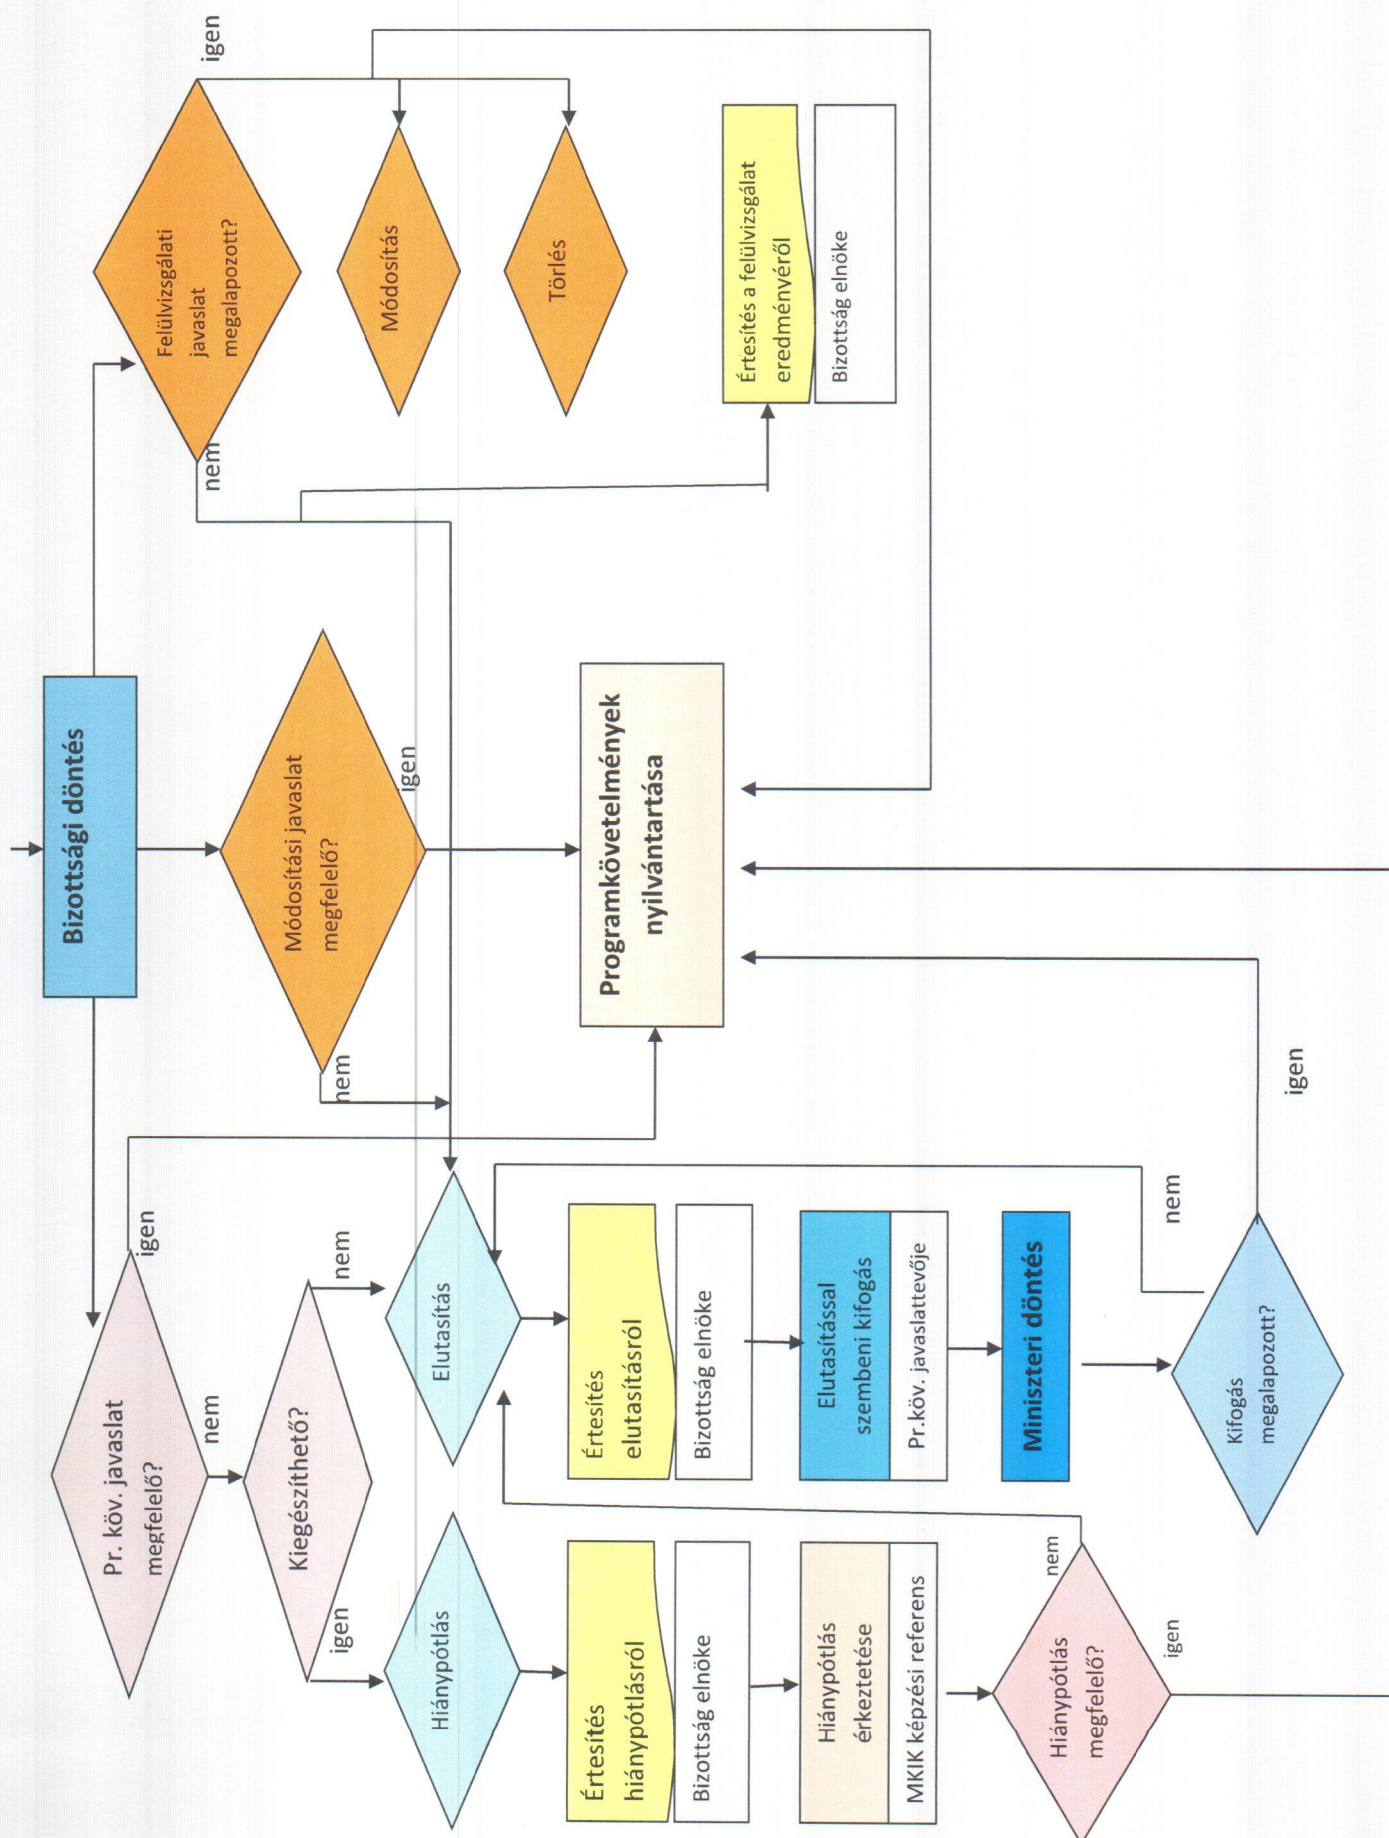 Bizottsági döntés
Pr. köv. javaslat
megfelelő?
igen
nem
Kiegészíthető?
igen
nem
Módosítási javaslat
megfelelő?
nem
igen
Felülvizsgálati
javaslat
megalapozott?
nem
igen
Módosítás
Törlés
Hiánypótlás
Elutasítás
Értesítés
hiánypótlásról
Bizottság elnöke
Értesítés
elutasításról
Bizottság elnöke
Programkövetelmények
nyilvántartása
Értesítés a felülvizsgálat
eredményéről
Bizottság elnöke
Hiánypótlás
érkeztetése
MKIK képzési referens
Elutasítással
szembeni kifogás
Pr.köv. javaslattevője
Miniszteri döntés
Hiánypótlás
megfelelő?
nem
igen
Kifogás
megalapozott?
nem
igen